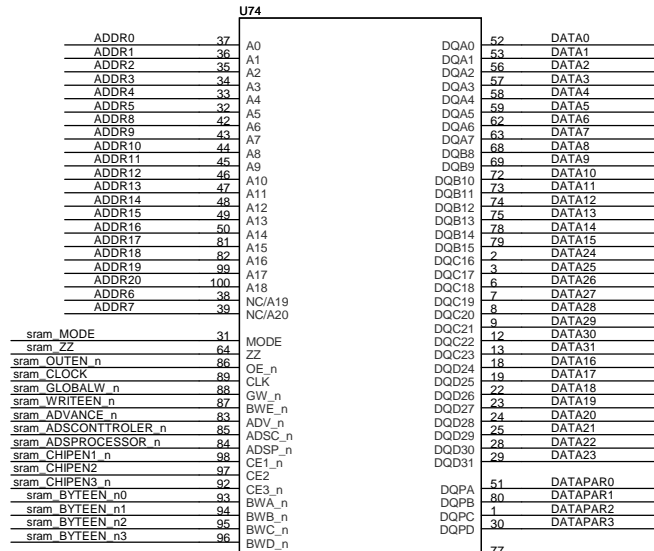 U74
ADDR0 37 A0 DQA0 52 DATA0
ADDR1 36 A1 DQA1 53 DATA1
ADDR2 35 A2 DQA2 56 DATA2
ADDR3 34 A3 DQA3 57 DATA3
ADDR4 33 A4 DQA4 58 DATA4
ADDR5 32 A5 DQA5 59 DATA5
ADDR8 42 A6 DQA6 62 DATA6
ADDR9 43 A7 DQA7 63 DATA7
ADDR10 44 A8 DQB8 68 DATA8
ADDR11 45 A9 DQB9 69 DATA9
ADDR12 46 A10 DQB10 72 DATA10
ADDR13 47 A11 DQB11 73 DATA11
ADDR14 48 A12 DQB12 74 DATA12
ADDR15 49 A13 DQB13 75 DATA13
ADDR16 50 A14 DQB14 78 DATA14
ADDR17 81 A15 DQB15 79 DATA15
ADDR18 82 A16 DQC16 2 DATA24
ADDR19 99 A17 DQC17 3 DATA25
ADDR20 100 A18 DQC18 6 DATA26
ADDR6 38 NC/A19 DQC19 7 DATA27
ADDR7 39 NC/A20 DQC20 8 DATA28
DQC21 9 DATA29
sram_MODE 31 MODE DQC22 12 DATA30
sram_ZZ 64 ZZ DQC23 13 DATA31
sram_OUTEN_n 86 OE_n DQD24 18 DATA16
sram_CLOCK 89 CLK DQD25 19 DATA17
sram_GLOBALW_n 88 GW_n DQD26 22 DATA18
sram_WRITEEN_n 87 BWE_n DQD27 23 DATA19
sram_ADVANCE_n 83 ADV_n DQD28 24 DATA20
sram_ADSCONTTROLER_n 85 ADSC_n DQD29 25 DATA21
sram_ADSPROCESSOR_n 84 ADSP_n DQD30 28 DATA22
sram_CHIPEN1_n 98 CE1_n DQD31 29 DATA23
sram_CHIPEN2 97 CE2
sram_CHIPEN3_n 92 CE3_n DQPA 51 DATAPAR0
sram_BYTEEN_n0 93 BWA_n DQPB 80 DATAPAR1
sram_BYTEEN_n1 94 BWB_n DQPC 1 DATAPAR2
sram_BYTEEN_n2 95 BWC_n DQPD 30 DATAPAR3
sram_BYTEEN_n3 96 BWD_n
77